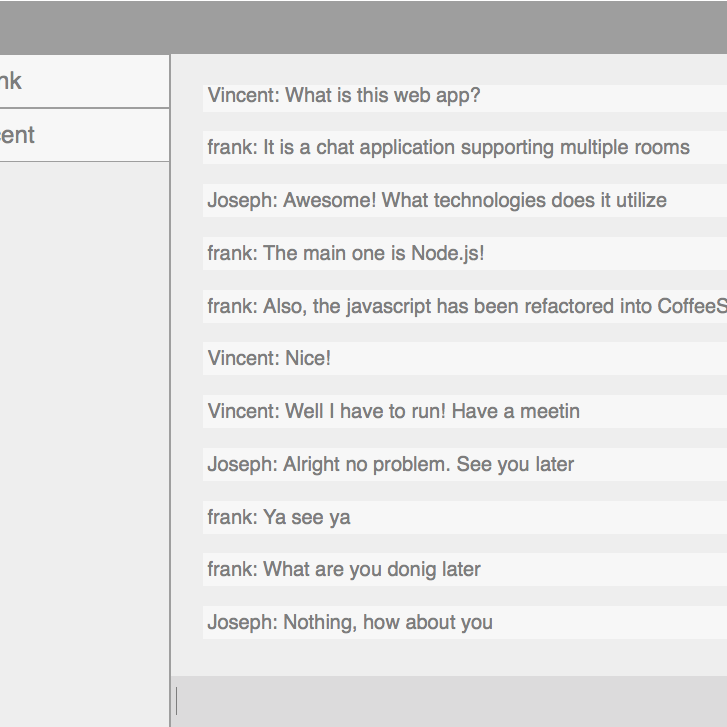 nk
ent
Vincent: What is this web app?
frank: It is a chat application supporting multiple rooms
Joseph: Awesome! What technologies does it utilize
frank: The main one is Node.js!
frank: Also, the javascript has been refactored into CoffeeS
Vincent: Nice!
Vincent: Well I have to run! Have a meetin
Joseph: Alright no problem. See you later
frank: Ya see ya
frank: What are you donig later
Joseph: Nothing, how about you